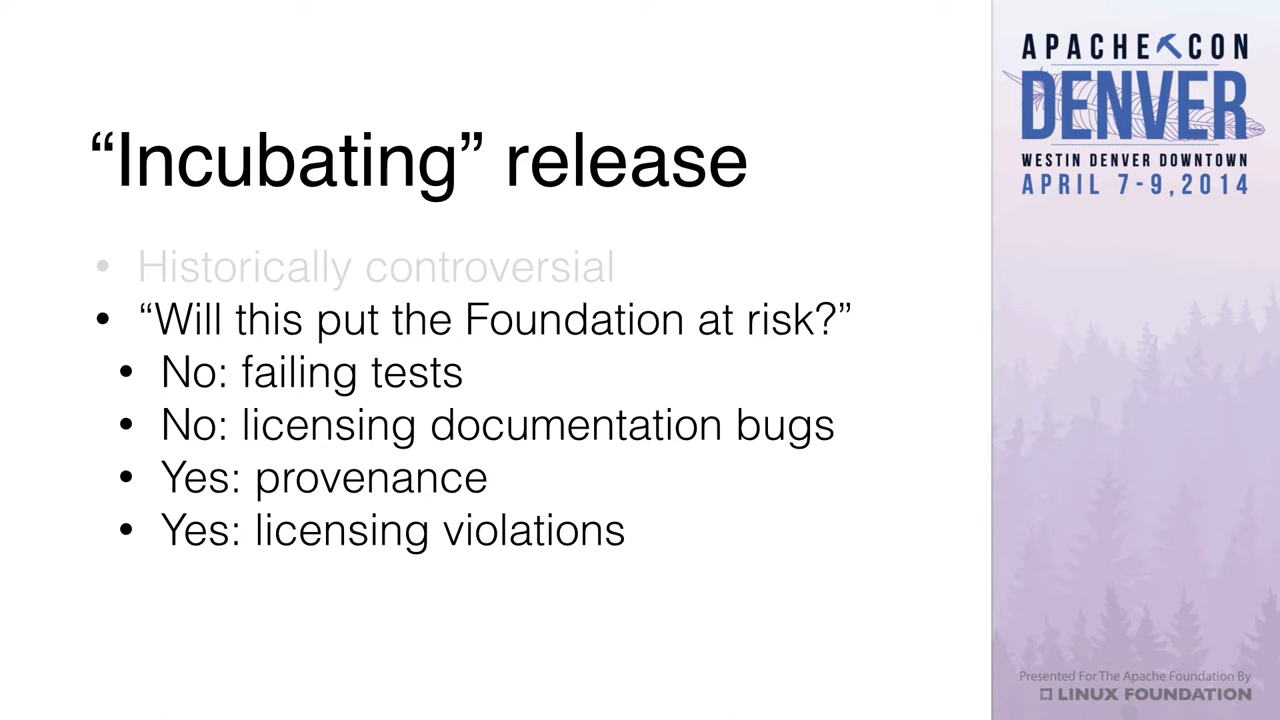 “Incubating” release
• Historically controversial
• “Will this put the Foundation at risk?”
• No: failing tests
• No: licensing documentation bugs
• Yes: provenance
• Yes: licensing violations
APACHE CON
DENVER
WESTIN DENVER DOWNTOWN
APRIL 7-9, 2014
Presented For The Apache Foundation By
LINUX FOUNDATION